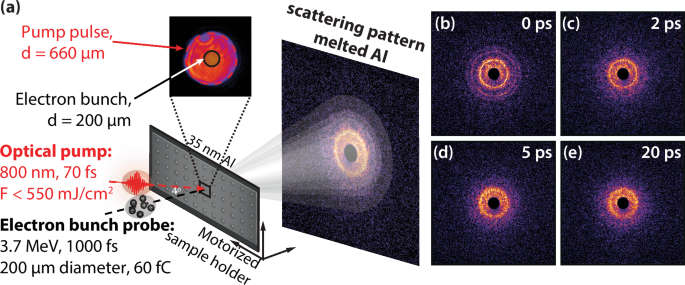 (a)
Pump pulse,
d = 660 µm
Electron bunch,
d = 200 µm
Optical pump:
800 nm, 70 fs
F < 550 mJ/cm²
Electron bunch probe:
3.7 MeV, 1000 fs
200 µm diameter, 60 fC
35 nm Al
4°
Motorized
sample holder
scattering pattern
melted Al
(b) 0 ps
(c) 2 ps
(d) 5 ps
(e) 20 ps